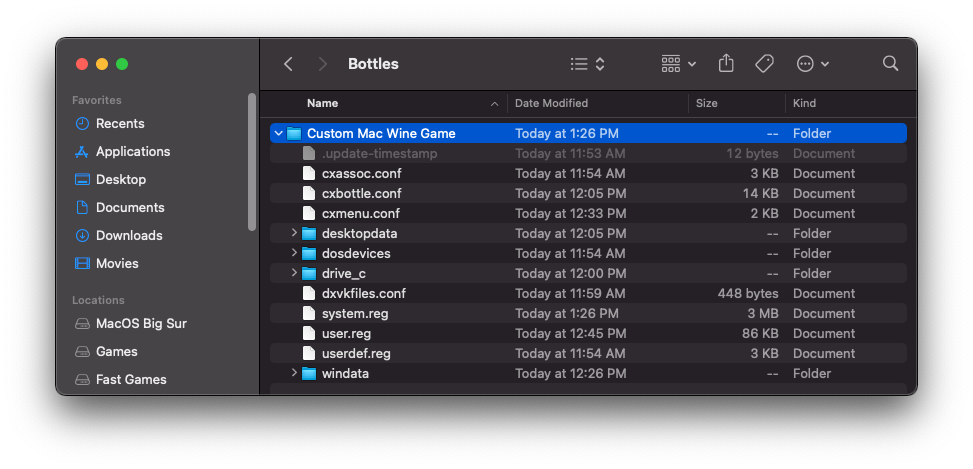 Bottles
Favorites
Recents
Applications
Desktop
Documents
Downloads
Movies
Locations
MacOS Big Sur
Games
Fast Games
Name Date Modified Size Kind
Custom Mac Wine Game Today at 1:26 PM -- Folder
.update-timestamp Today at 11:53 AM 12 bytes Document
cxassoc.conf Today at 11:54 AM 3 KB Document
cxbottle.conf Today at 12:05 PM 14 KB Document
cxmenu.conf Today at 12:33 PM 2 KB Document
desktopdata Today at 12:05 PM -- Folder
dosdevices Today at 11:54 AM -- Folder
drive_c Today at 12:00 PM -- Folder
dxvkfiles.conf Today at 11:59 AM 448 bytes Document
system.reg Today at 1:26 PM 3 MB Document
user.reg Today at 12:45 PM 86 KB Document
userdef.reg Today at 11:54 AM 3 KB Document
windata Today at 12:26 PM -- Folder